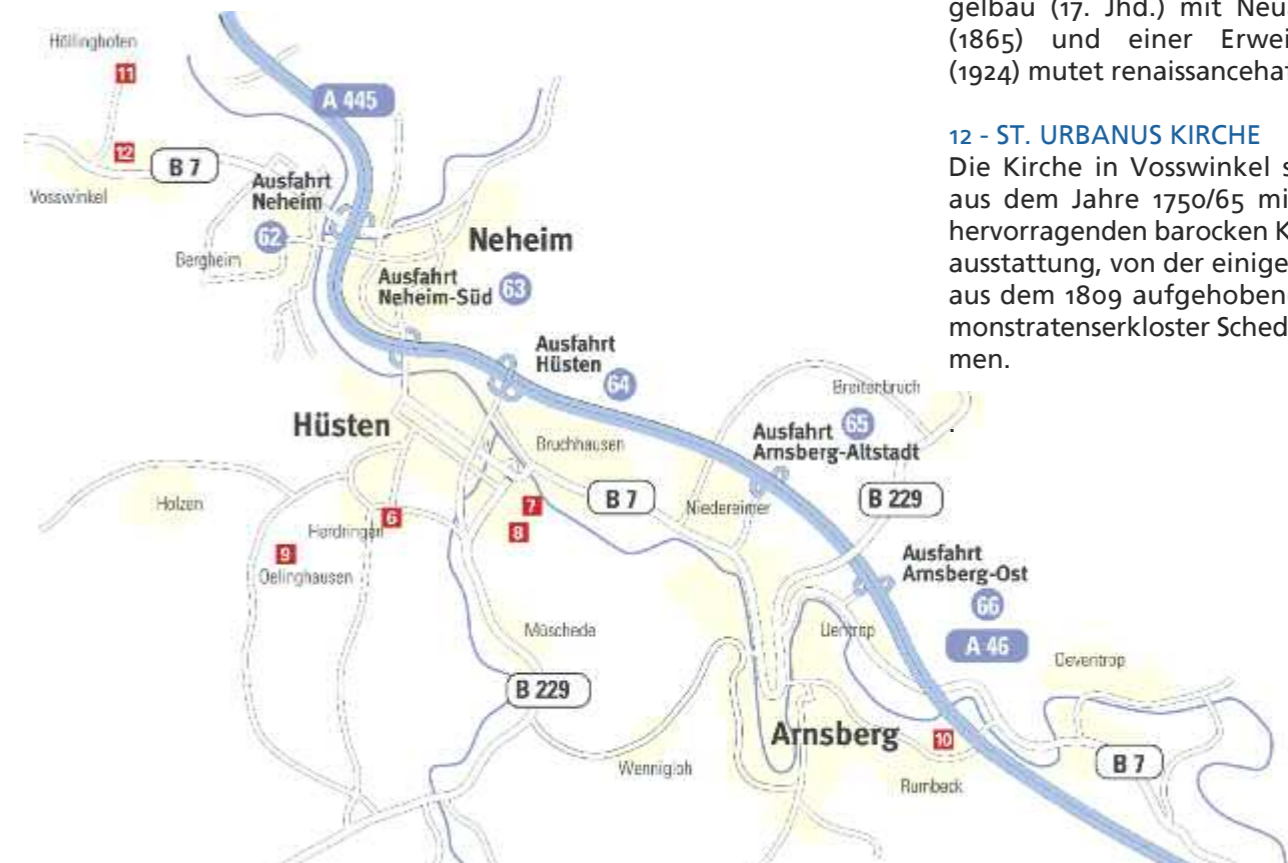 gelbau (17. Jhd.) mit Neu
(1865) und einer Erwei
(1924) mutet renaissanceha
12 - ST. URBANUS KIRCHE
Die Kirche in Vosswinkel s
aus dem Jahre 1750/65 mi
hervorragenden barocken K
ausstattung, von der einige
aus dem 1809 aufgehoben
monstratenserkloster Sched
men.
.
Höllinghofen
11
A 445
12
B 7
Vosswinkel
Ausfahrt
Neheim
62
Bergheim
Neheim
Ausfahrt
Neheim-Süd 63
Ausfahrt
Hüsten
64
Breitenbruch
Hüsten
Bruchhausen
Ausfahrt 65
Arnsberg-Altstadt
Holzen
6
7
B 7
Niedereimer
B 229
Herdringen
8
9
Oelinghausen
Ausfahrt
Arnsberg-Ost
66
Müschede
Uentrop
A 46
Oeventrop
B 229
Arnsberg
10
Wennigloh
B 7
Rumbeck